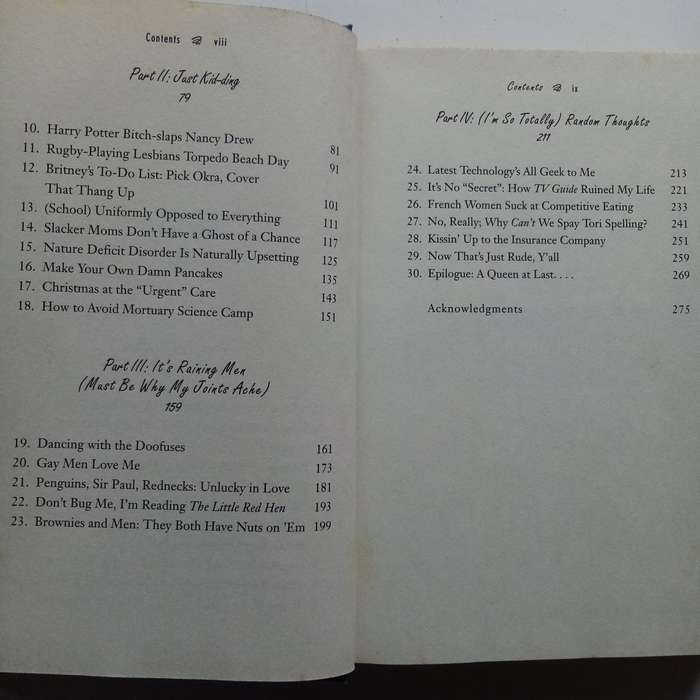 Contents viii
Part II: Just Kid-ding
79
10. Harry Potter Bitch-slaps Nancy Drew 81
11. Rugby-Playing Lesbians Torpedo Beach Day 91
12. Britney's To-Do List: Pick Okra, Cover
That Thang Up 101
13. (School) Uniformly Opposed to Everything 111
14. Slacker Moms Don't Have a Ghost of a Chance 117
15. Nature Deficit Disorder Is Naturally Upsetting 125
16. Make Your Own Damn Pancakes 135
17. Christmas at the "Urgent" Care 143
18. How to Avoid Mortuary Science Camp 151
Part III: It's Raining Men
(Must Be Why My Joints Ache)
159
19. Dancing with the Doofuses 161
20. Gay Men Love Me 173
21. Penguins, Sir Paul, Rednecks: Unlucky in Love 181
22. Don't Bug Me, I'm Reading The Little Red Hen 193
23. Brownies and Men: They Both Have Nuts on 'Em 199
Contents ix
Part IV: (I'm So Totally) Random Thoughts
211
24. Latest Technology's All Geek to Me 213
25. It's No "Secret": How TV Guide Ruined My Life 221
26. French Women Suck at Competitive Eating 233
27. No, Really; Why Can't We Spay Tori Spelling? 241
28. Kissin' Up to the Insurance Company 251
29. Now That's Just Rude, Y'all 259
30. Epilogue: A Queen at Last. . . . 269
Acknowledgments 275